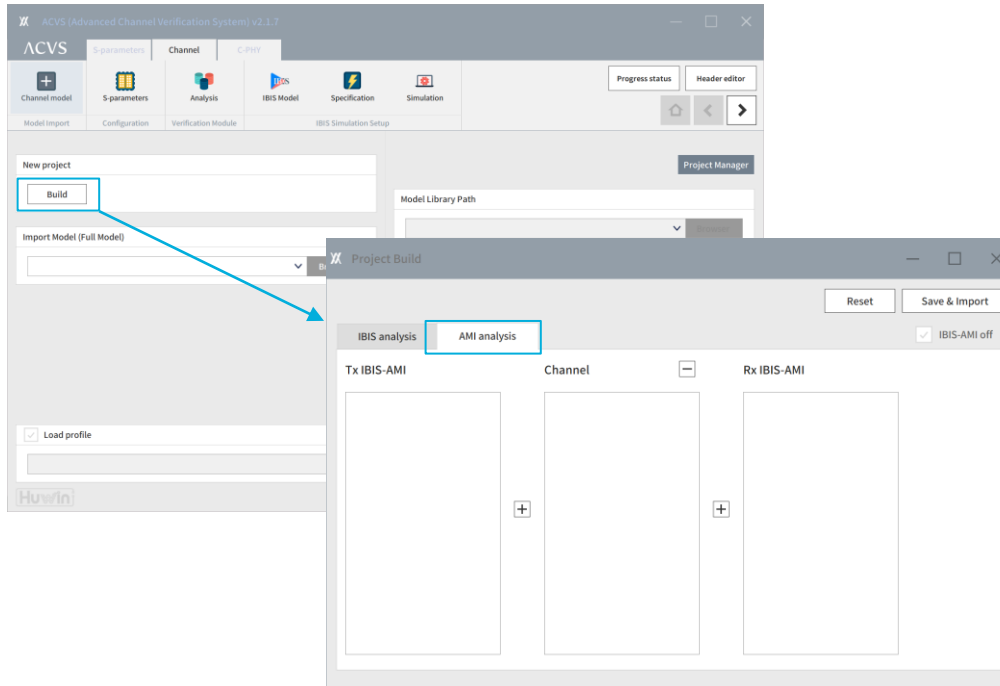 ACVS (Advanced Channel Verification System) v2.1.7
ACVS
S-parameters Channel C-PHY
Channel model S-parameters Analysis IBIS Model Specification Simulation
Model Import Configuration Verification Module IBIS Simulation Setup
Progress status Header editor
New project
Build
Project Manager
Model Library Path
Import Model (Full Model)
Load profile
Huwin
Project Build
Reset Save & Import
IBIS analysis AMI analysis IBIS-AMI off
Tx IBIS-AMI Channel Rx IBIS-AMI